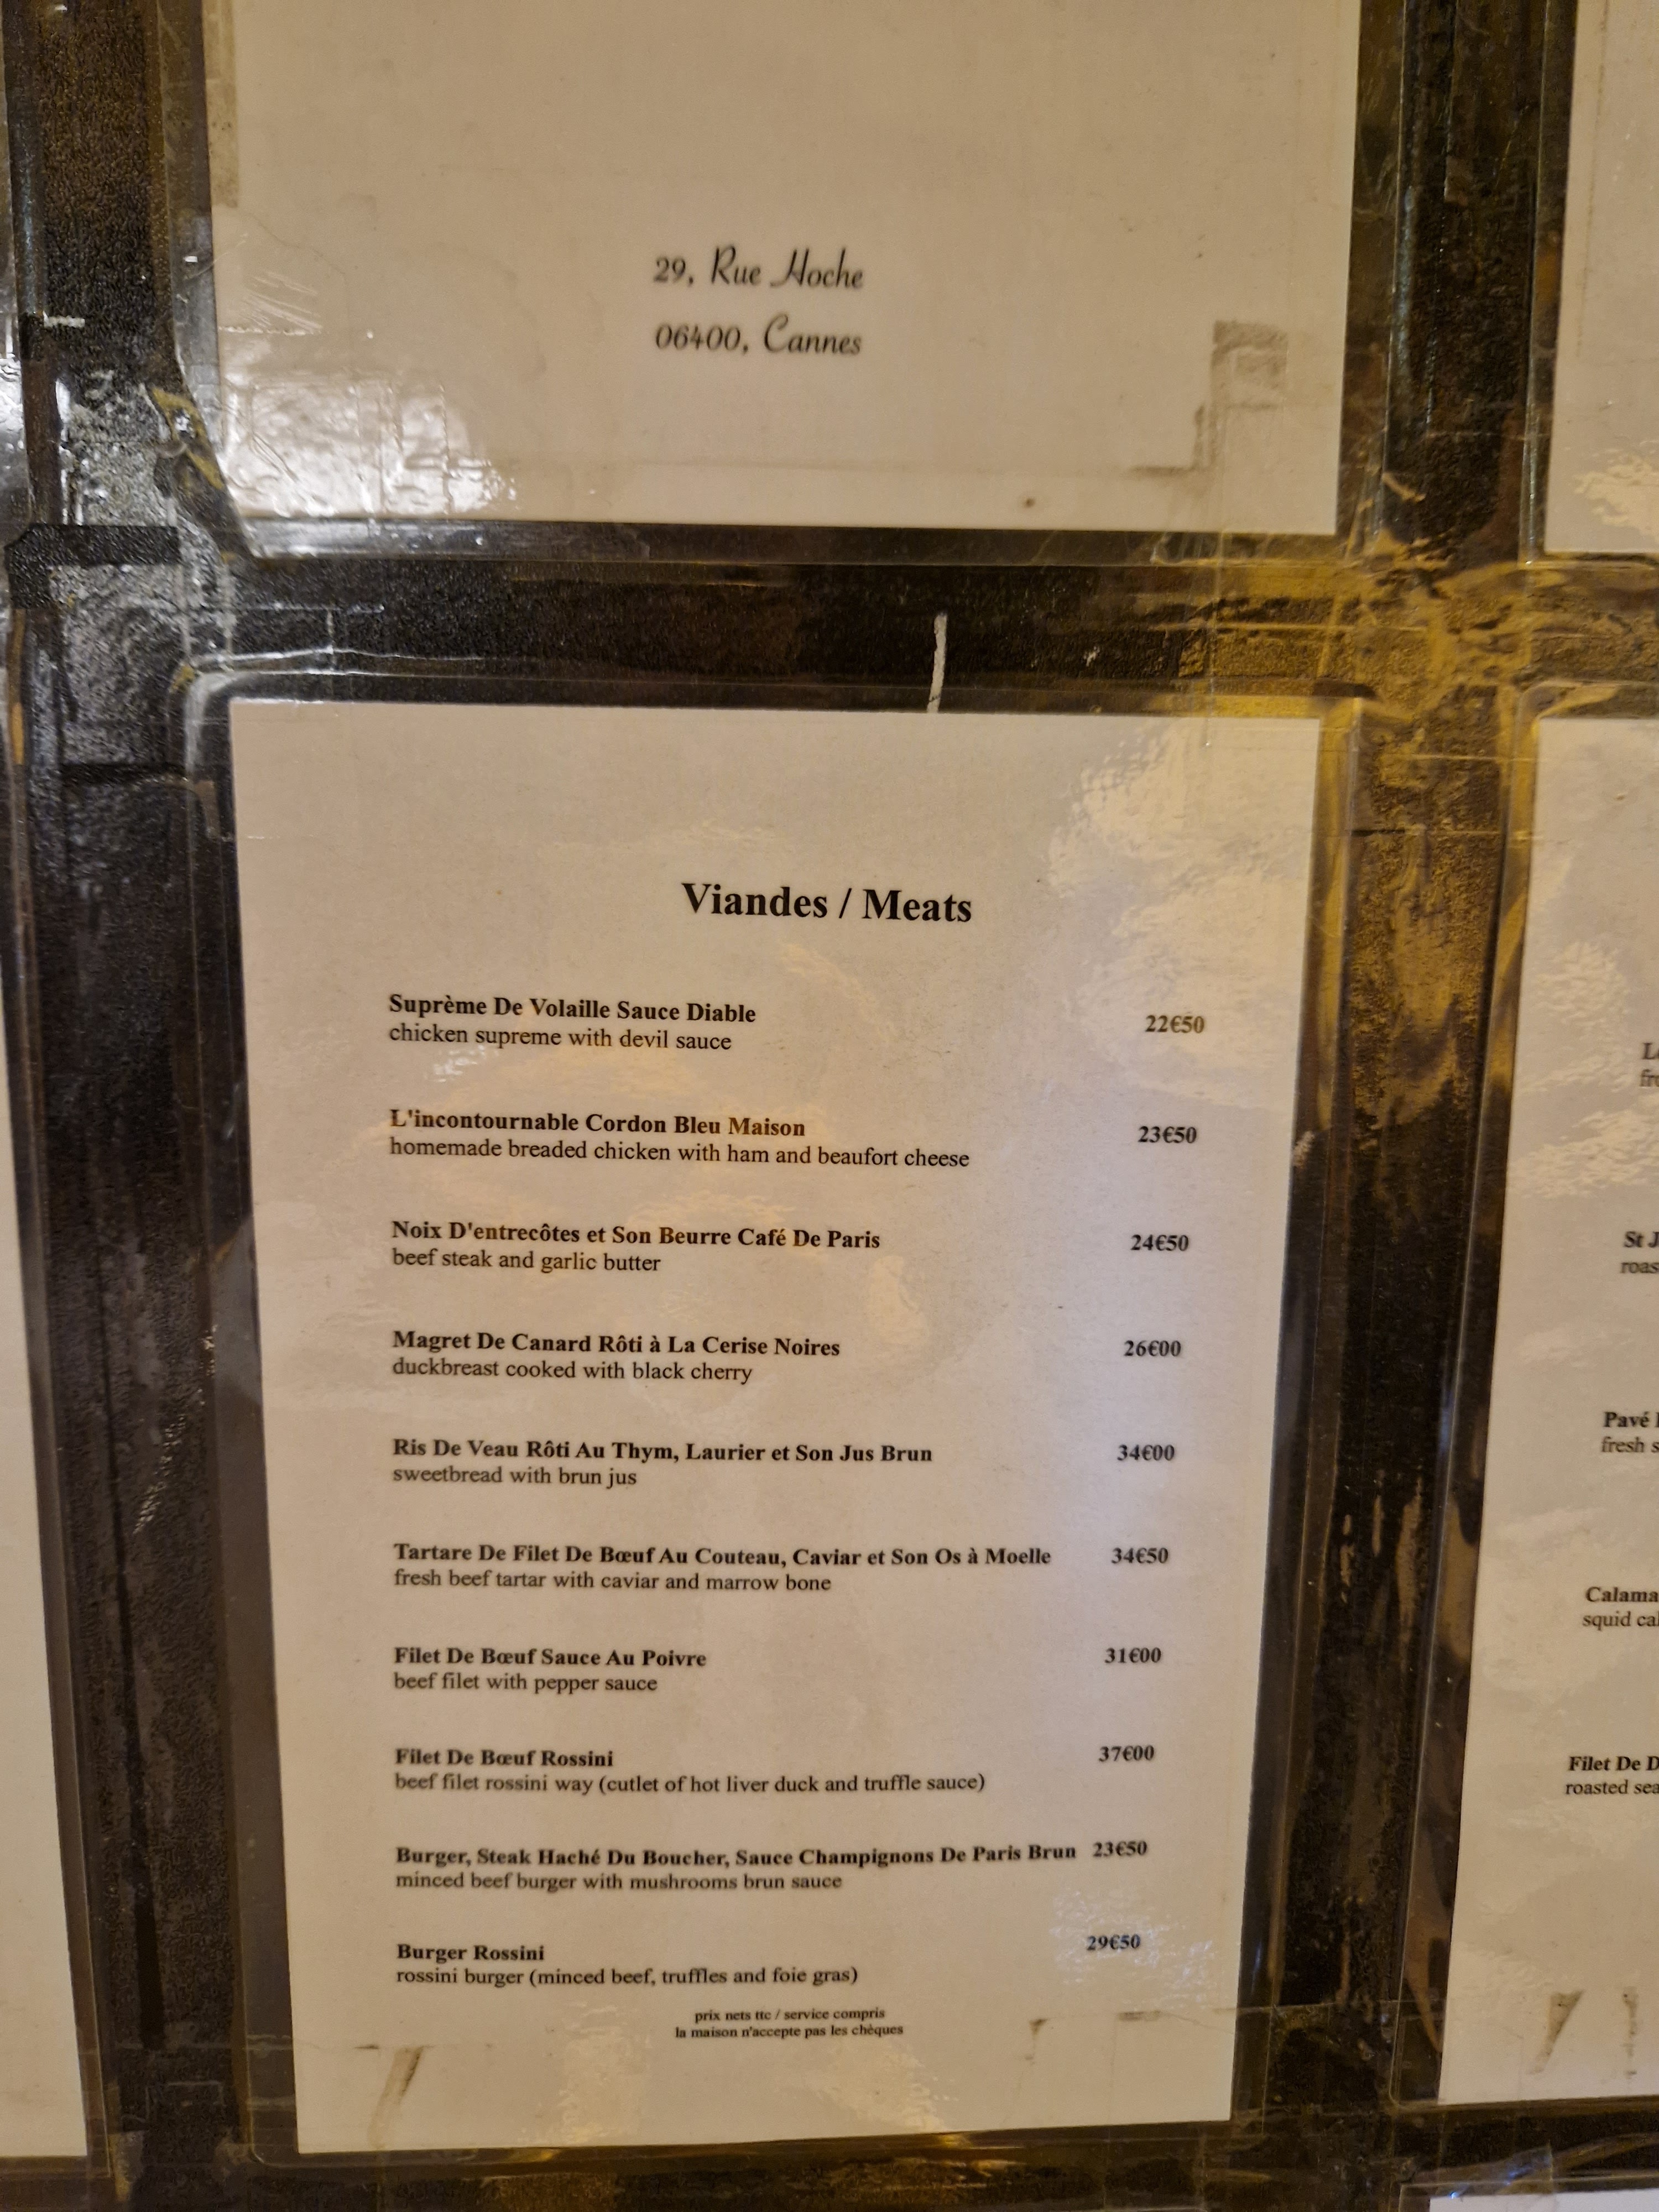 29, Rue Hoche
06400, Cannes
Viandes / Meats
Suprème De Volaille Sauce Diable 22€50
chicken supreme with devil sauce
L'incontournable Cordon Bleu Maison 23€50
homemade breaded chicken with ham and beaufort cheese
Noix D'entrecôtes et Son Beurre Café De Paris 24€50
beef steak and garlic butter
Magret De Canard Rôti à La Cerise Noires 26€00
duckbreast cooked with black cherry
Ris De Veau Rôti Au Thym, Laurier et Son Jus Brun 34€00
sweetbread with brun jus
Tartare De Filet De Bœuf Au Couteau, Caviar et Son Os à Moelle 34€50
fresh beef tartar with caviar and marrow bone
Filet De Bœuf Sauce Au Poivre 31€00
beef filet with pepper sauce
Filet De Bœuf Rossini 37€00
beef filet rossini way (cutlet of hot liver duck and truffle sauce)
Burger, Steak Haché Du Boucher, Sauce Champignons De Paris Brun 23€50
minced beef burger with mushrooms brun sauce
Burger Rossini 29€50
rossini burger (minced beef, truffles and foie gras)
prix nets ttc / service compris
la maison n'accepte pas les chèques
St
Pavé
fresh
squid
Filet De
roasted